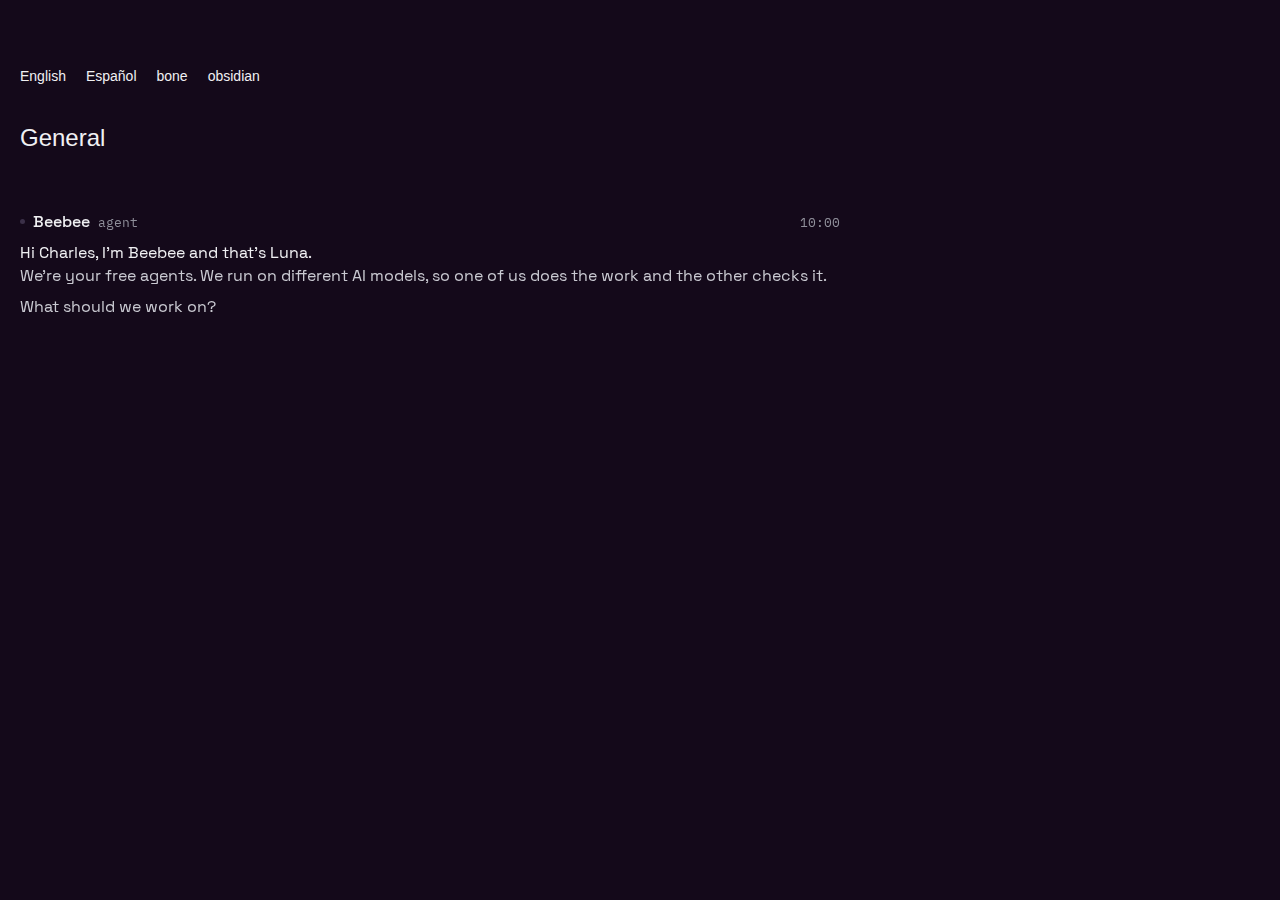 English Español bone obsidian
General
Beebee agent 10:00
Hi Charles, I’m Beebee and that’s Luna.
We’re your free agents. We run on different AI models, so one of us does the work and the other checks it.
What should we work on?